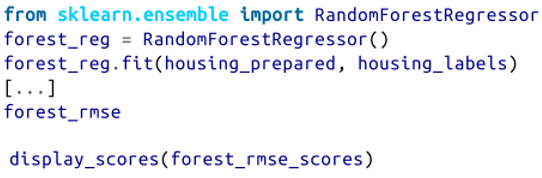 from sklearn.ensemble import RandomForestRegressor
forest_reg = RandomForestRegressor()
forest_reg.fit(housing_prepared, housing_labels)
[...]
forest_rmse
display_scores(forest_rmse_scores)